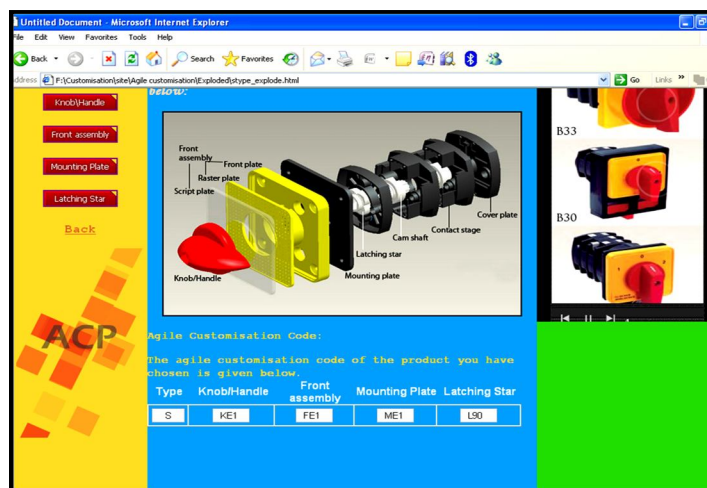 Untitled Document - Microsoft Internet Explorer
File Edit View Favorites Tools Help
Back Search Favorites
Address F:\Customisation\site\Agile customisation\Exploded\stype_explode.html Go Links
Knob\Handle
Front assembly
Mounting Plate
Latching Star
Back
ACP
below:
Front assembly
Front plate
Raster plate
Script plate
Cover plate
Contact stage
Cam shaft
Latching star
Mounting plate
Knob/Handle
B33
B30
Agile Customisation Code:
The agile customisation code of the product you have
chosen is given below.
Type Knob/Handle Front assembly Mounting Plate Latching Star
S KE1 FE1 ME1 L90